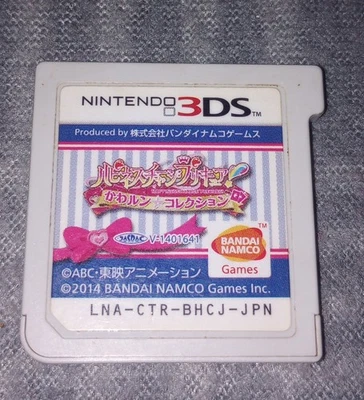 NINTENDO 3DS™
Produced by 株式会社バンダイナムコゲームス
ハピネスチャージプリキュア!
かわルン☆コレクション
JASRAC V-1401641
BANDAI NAMCO
Games
©ABC・東映アニメーション
©2014 BANDAI NAMCO Games Inc.
LNA-CTR-BHCJ-JPN